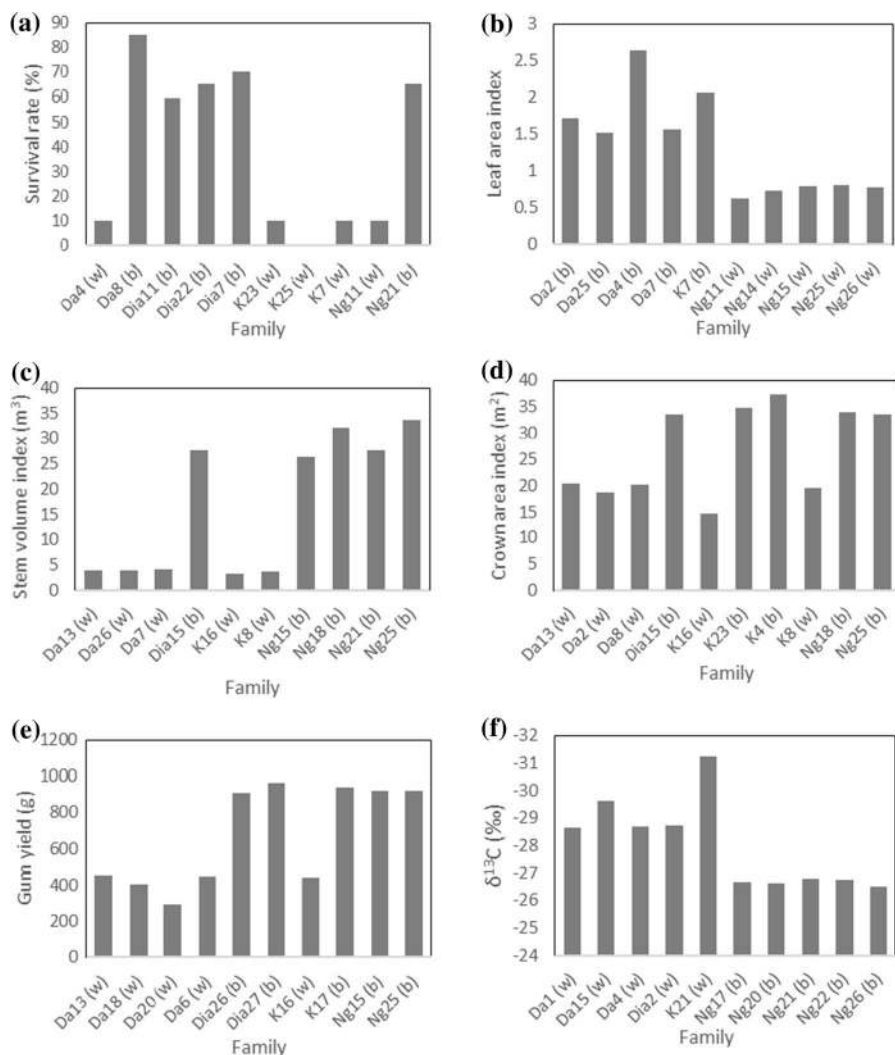 (a)
90
80
70
60
50
40
30
20
10
0
Survival rate (%)
Da4 (w)
Da8 (b)
Dia11 (b)
Dia22 (b)
Dia7 (b)
K23 (w)
K25 (w)
K7 (w)
Ng11 (w)
Ng21 (b)
Family
(b)
3
2.5
2
1.5
1
0.5
0
Leaf area index
Da2 (b)
Da25 (b)
Da4 (b)
Da7 (b)
K7 (b)
Ng11 (w)
Ng14 (w)
Ng15 (w)
Ng25 (w)
Ng26 (w)
Family
(c)
40
35
30
25
20
15
10
5
0
Stem volume index (m³)
Da13 (w)
Da26 (w)
Da7 (w)
Dia15 (b)
K16 (w)
K8 (w)
Ng15 (b)
Ng18 (b)
Ng21 (b)
Ng25 (b)
Family
(d)
40
35
30
25
20
15
10
5
0
Crown area index (m²)
Da13 (w)
Da2 (w)
Da8 (w)
Dia15 (b)
K16 (w)
K23 (b)
K4 (b)
K8 (w)
Ng18 (b)
Ng25 (b)
Family
(e)
1200
1000
800
600
400
200
0
Gum yield (g)
Da13 (w)
Da18 (w)
Da20 (w)
Da6 (w)
Dia26 (b)
Dia27 (b)
K16 (w)
K17 (b)
Ng15 (b)
Ng25 (b)
Family
(f)
-32
-31
-30
-29
-28
-27
-26
-25
-24
δ¹³C (‰)
Da1 (w)
Da15 (w)
Da4 (w)
Dia2 (w)
K21 (w)
Ng17 (b)
Ng20 (b)
Ng21 (b)
Ng22 (b)
Ng26 (b)
Family